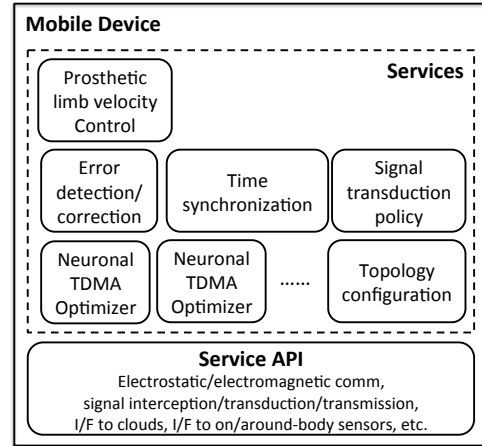 Mobile Device
Services
Prosthetic
limb velocity
Control
Error
detection/
correction
Time
synchronization
Signal
transduction
policy
Neuronal
TDMA
Optimizer
Neuronal
TDMA
Optimizer
......
Topology
configuration
Service API
Electrostatic/electromagnetic comm,
signal interception/transduction/transmission,
I/F to clouds, I/F to on/around-body sensors, etc.